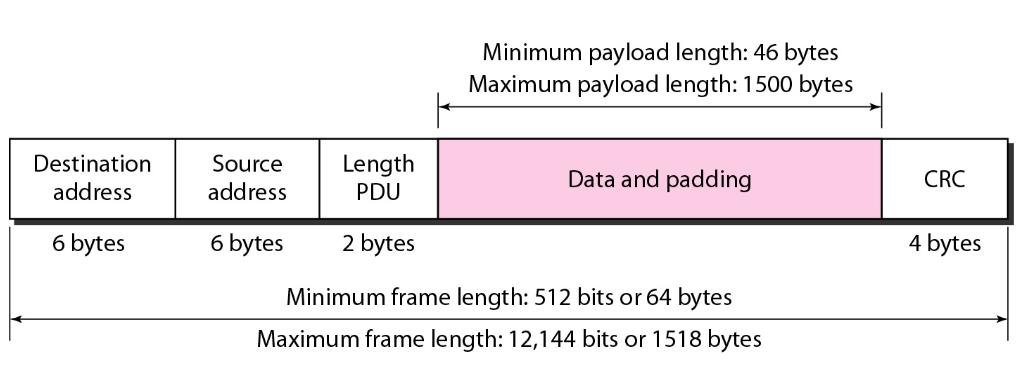 Minimum payload length: 46 bytes
Maximum payload length: 1500 bytes
Destination address
Source address
Length PDU
Data and padding
CRC
6 bytes
6 bytes
2 bytes
4 bytes
Minimum frame length: 512 bits or 64 bytes
Maximum frame length: 12,144 bits or 1518 bytes